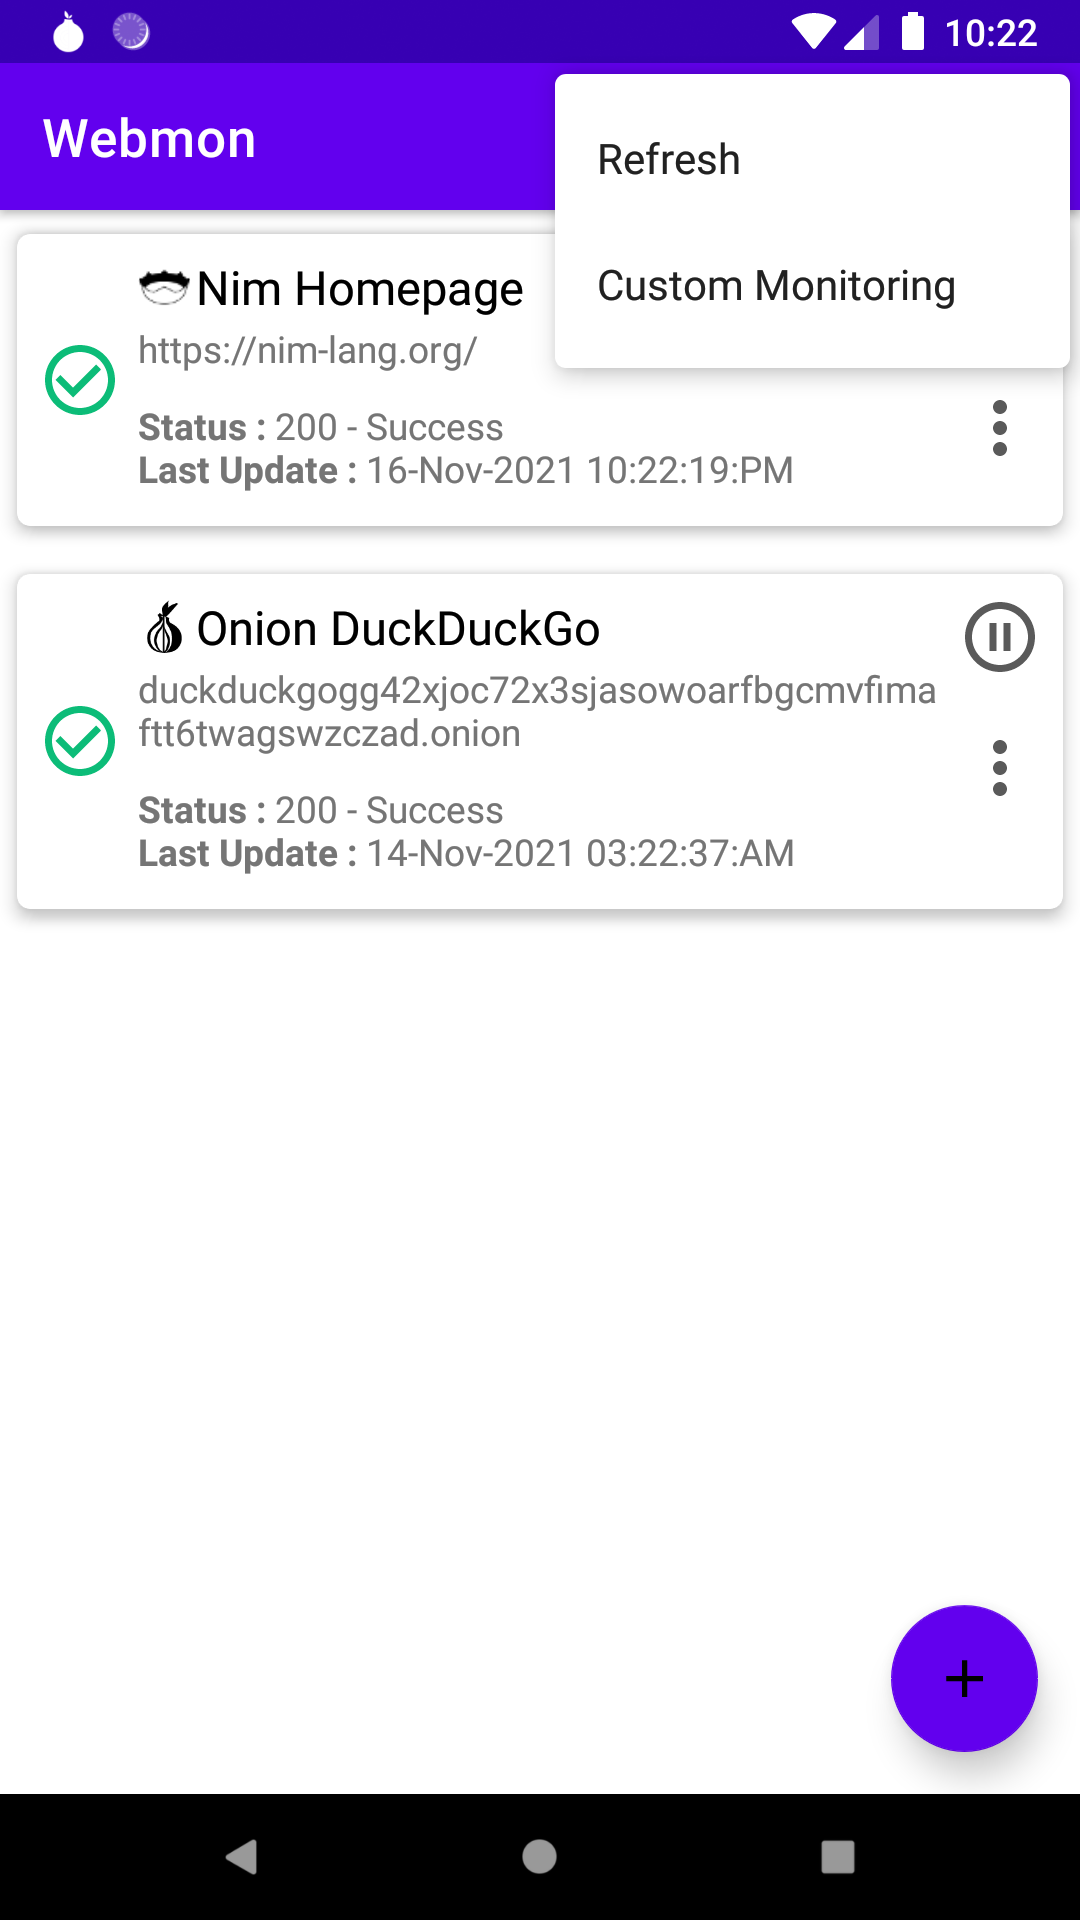 10:22
Webmon
Refresh
Custom Monitoring
Nim Homepage
https://nim-lang.org/
Status : 200 - Success
Last Update : 16-Nov-2021 10:22:19:PM
Onion DuckDuckGo
duckduckgogg42xjoc72x3sjasowoarfbgcmvfima
ftt6twagswzczad.onion
Status : 200 - Success
Last Update : 14-Nov-2021 03:22:37:AM